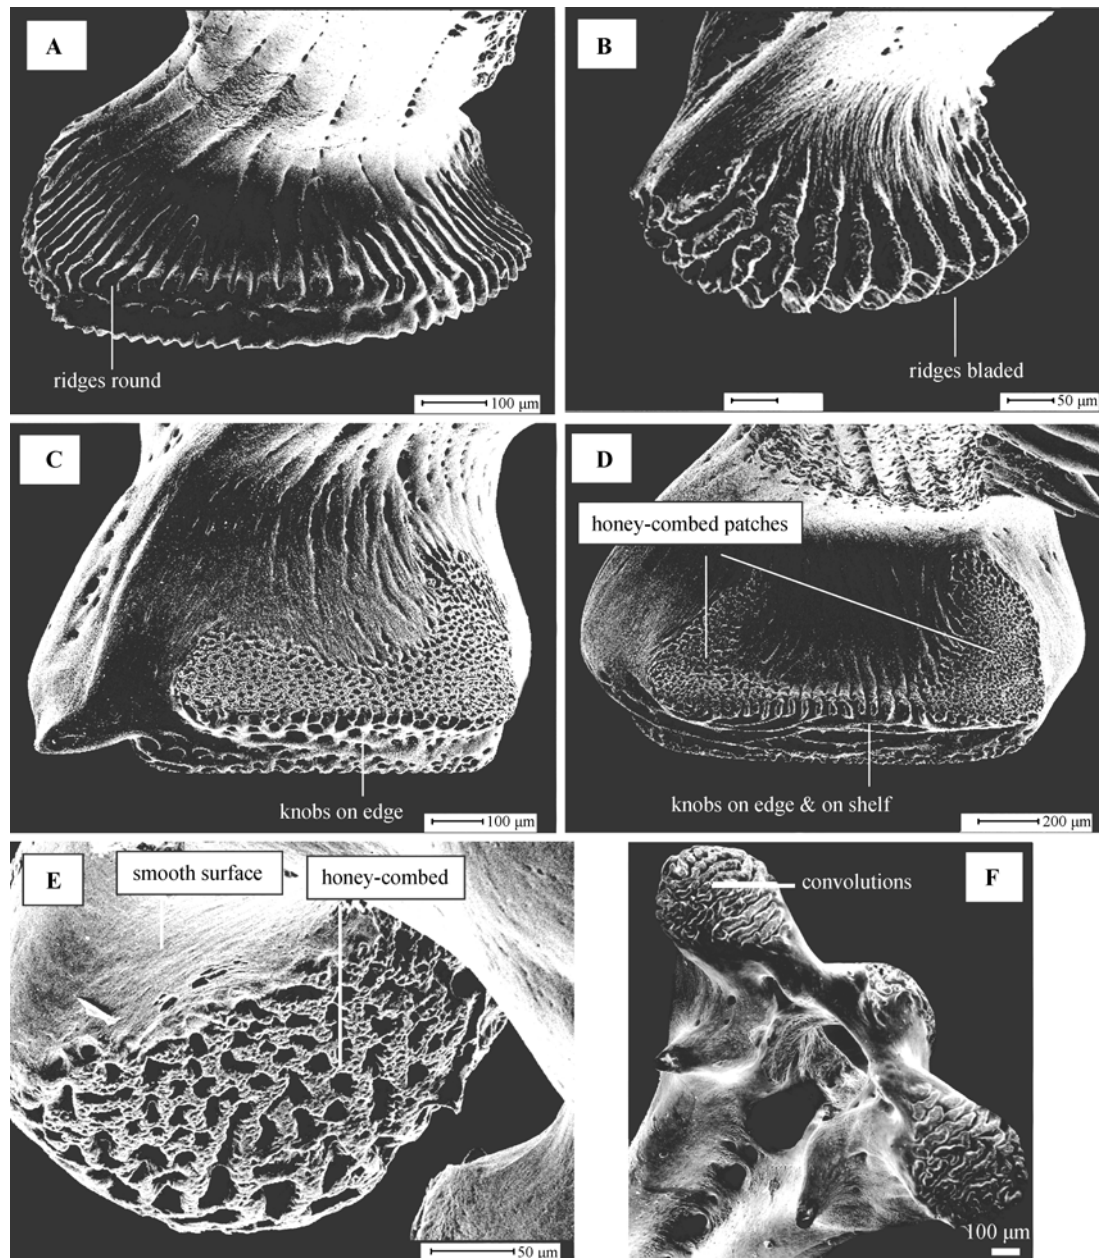 A
ridges round
100 μm
B
ridges bladed
50 μm
C
knobs on edge
100 μm
D
honey-combed patches
knobs on edge & on shelf
200 μm
E
smooth surface
honey-combed
50 μm
F
convolutions
100 μm